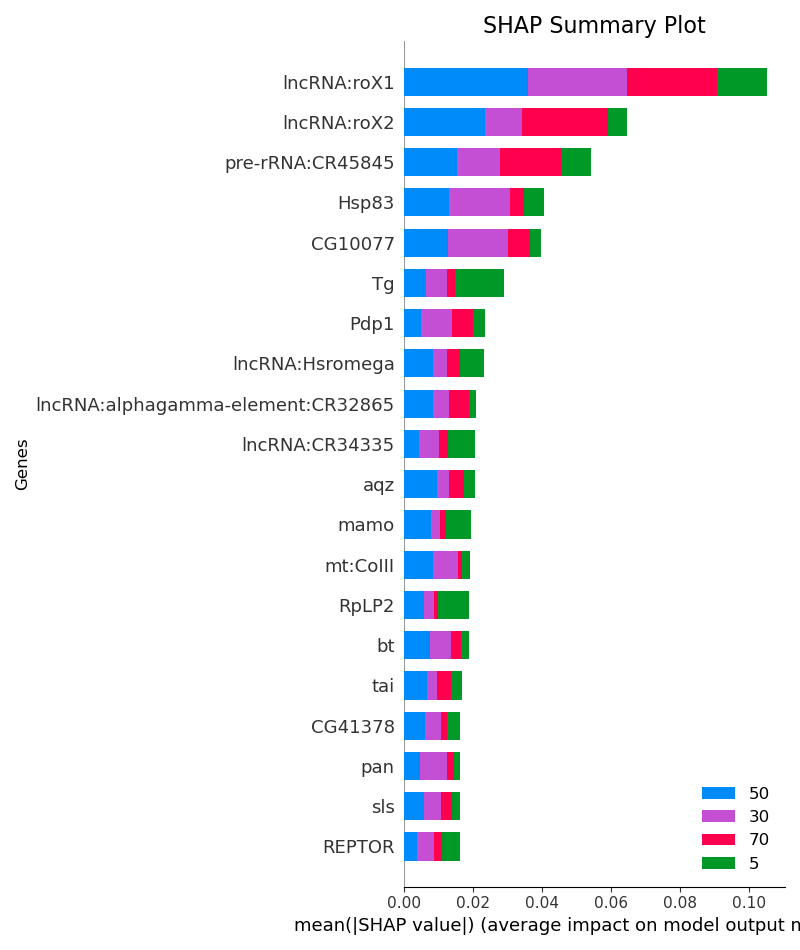 SHAP Summary Plot
lncRNA:roX1
lncRNA:roX2
pre-rRNA:CR45845
Hsp83
CG10077
Tg
Pdp1
lncRNA:Hsromega
lncRNA:alphagamma-element:CR32865
lncRNA:CR34335
aqz
mamo
mt:CoIII
RpLP2
bt
tai
CG41378
pan
sls
REPTOR
Genes
50
30
70
5
0.00 0.02 0.04 0.06 0.08 0.10
mean(|SHAP value|) (average impact on model output n